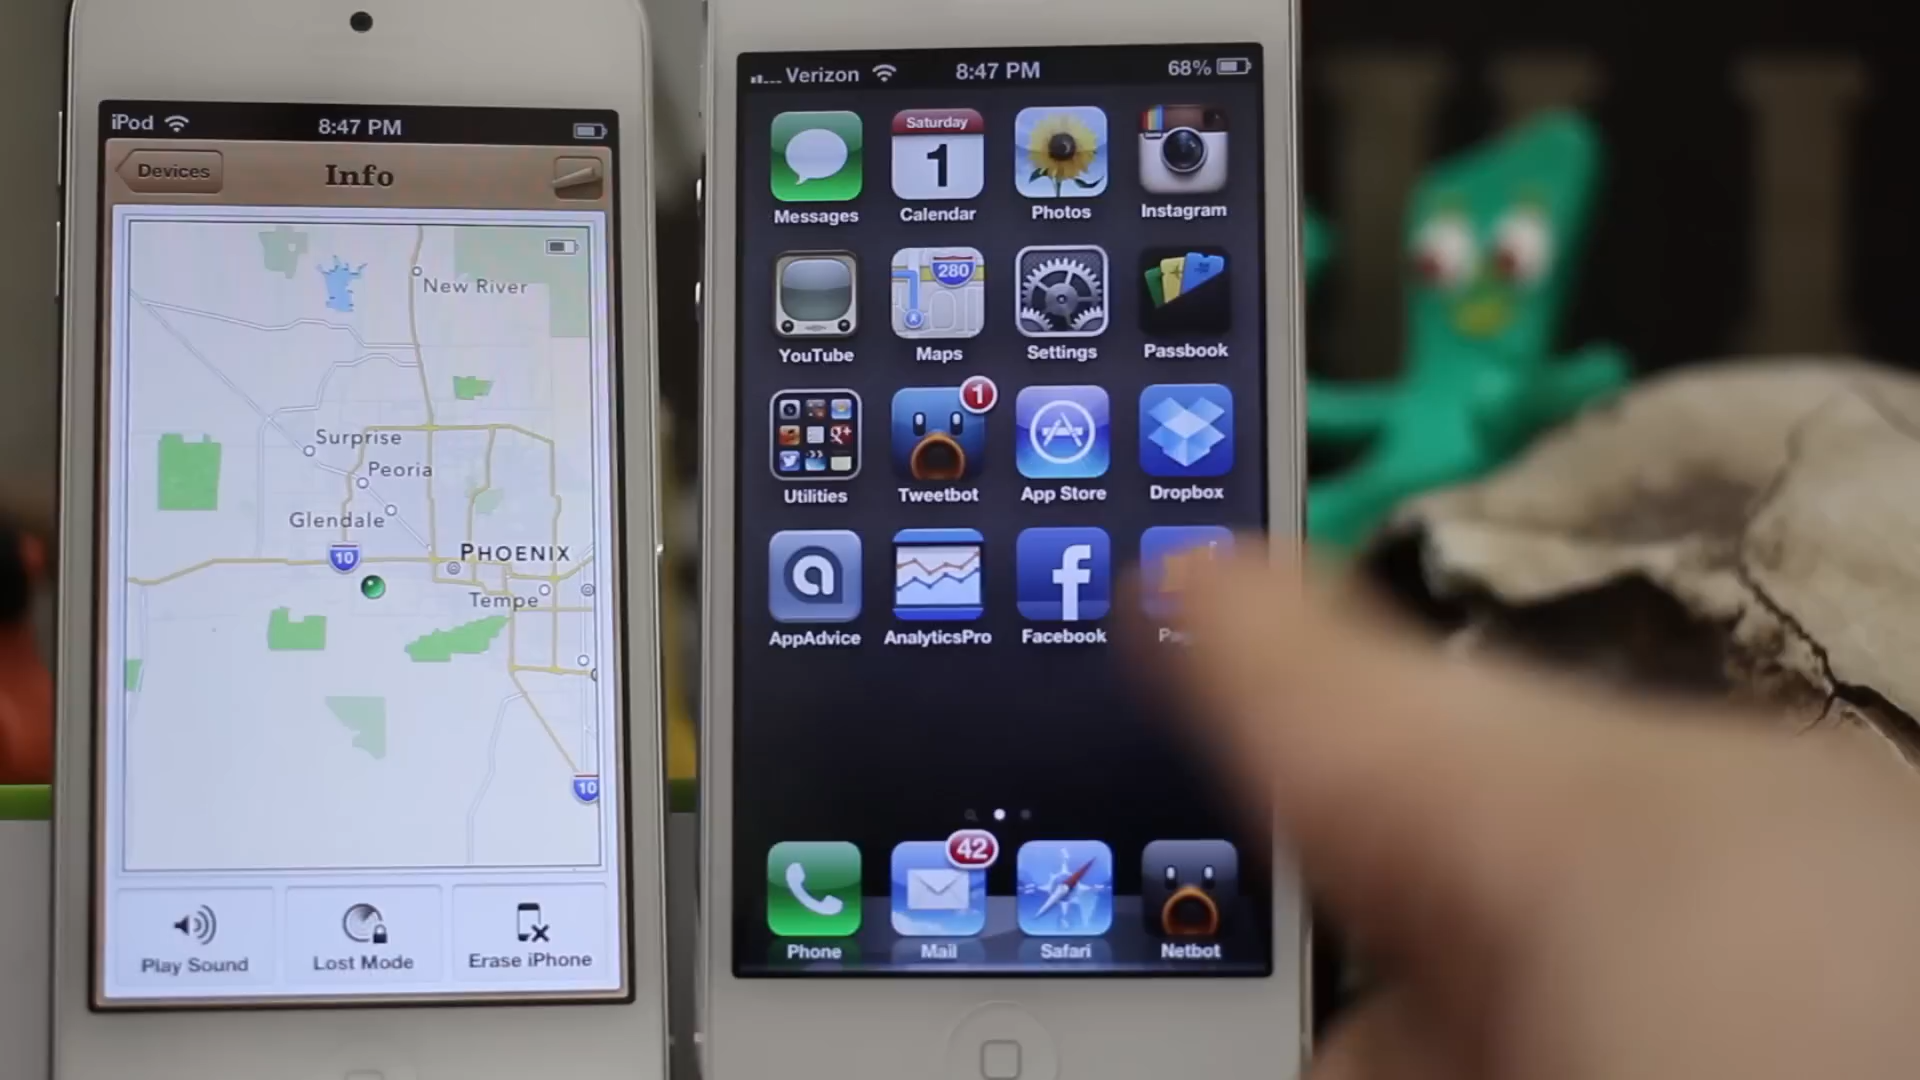 iPod 8:47 PM
Devices Info
New River
Surprise
Peoria
Glendale
10
PHOENIX
Tempe
10
Play Sound Lost Mode Erase iPhone
Verizon 8:47 PM 68%
Saturday
1
Messages Calendar Photos Instagram
280
YouTube Maps Settings Passbook
1
Utilities Tweetbot App Store Dropbox
AppAdvice AnalyticsPro Facebook
42
Phone Mail Safari Netbot